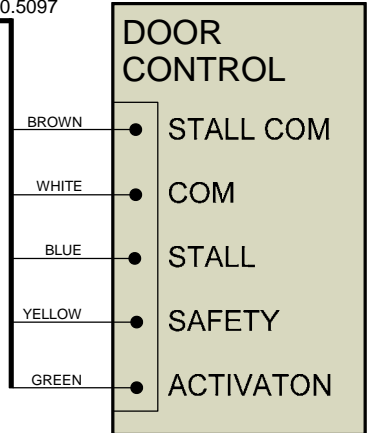 0.5097
DOOR
CONTROL
BROWN STALL COM
WHITE COM
BLUE STALL
YELLOW SAFETY
GREEN ACTIVATON